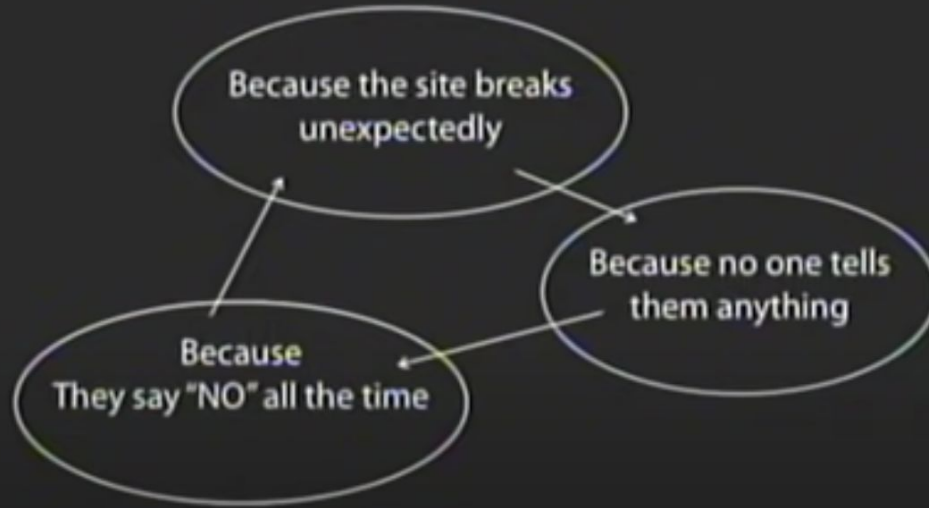 Because the site breaks
unexpectedly
Because no one tells
them anything
Because
They say “NO” all the time